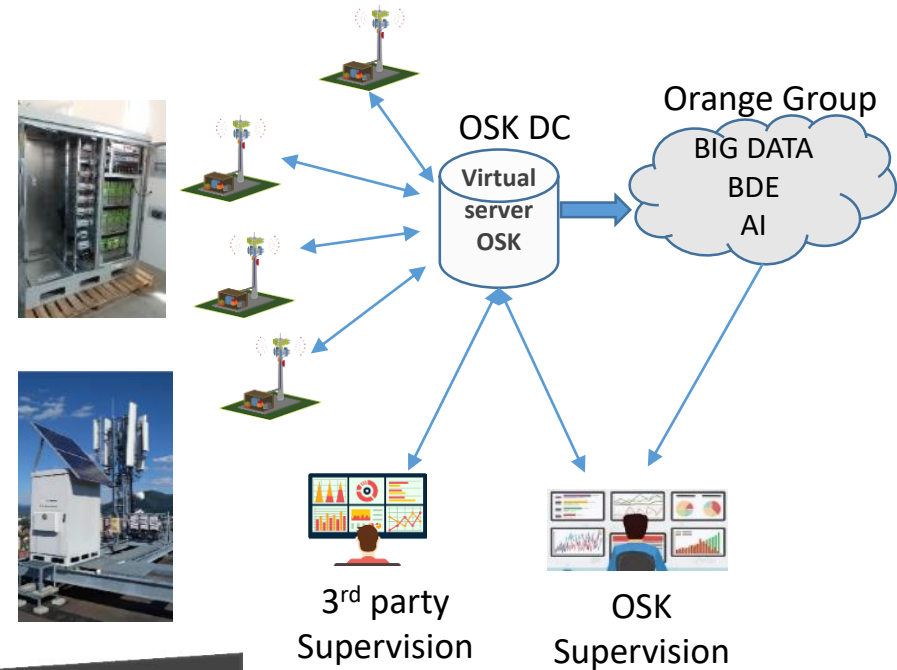 OSK DC
Virtual
server
OSK
Orange Group
BIG DATA
BDE
AI
3rd party
Supervision
OSK
Supervision